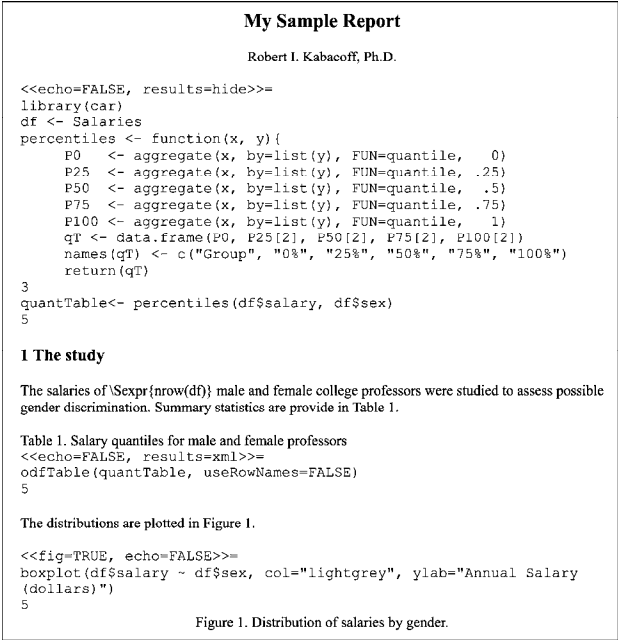 My Sample Report
Robert I. Kabacoff, Ph.D.
<<echo=FALSE, results=hide>>=
library(car)
df <- Salaries
percentiles <- function(x, y){
P0 <- aggregate(x, by=list(y), FUN=quantile, 0)
P25 <- aggregate(x, by=list(y), FUN=quantile, .25)
P50 <- aggregate(x, by=list(y), FUN=quantile, .5)
P75 <- aggregate(x, by=list(y), FUN=quantile, .75)
P100 <- aggregate(x, by=list(y), FUN=quantile, 1)
qT <- data.frame(P0, P25[2], P50[2], P75[2], P100[2])
names(qT) <- c("Group", "0%", "25%", "50%", "75%", "100%")
return(qT)
3
quantTable<- percentiles(df$salary, df$sex)
5
1 The study
The salaries of \Sexpr{nrow(df)} male and female college professors were studied to assess possible
gender discrimination. Summary statistics are provide in Table 1.
Table 1. Salary quantiles for male and female professors
<<echo=FALSE, results=xml>>=
odfTable(quantTable, useRowNames=FALSE)
5
The distributions are plotted in Figure 1.
<<fig=TRUE, echo=FALSE>>=
boxplot(df$salary ~ df$sex, col="lightgrey", ylab="Annual Salary
(dollars)")
5
Figure 1. Distribution of salaries by gender.